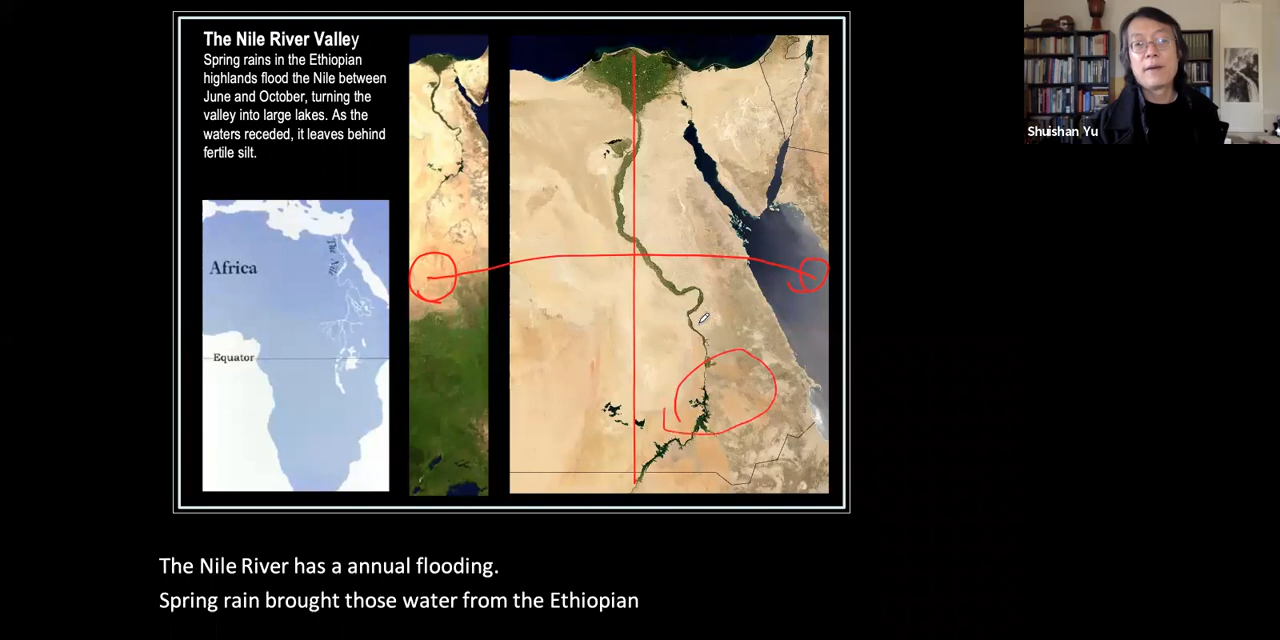 The Nile River Valley
Spring rains in the Ethiopian
highlands flood the Nile between
June and October, turning the
valley into large lakes. As the
waters receded, it leaves behind
fertile silt.
Africa
The Nile
Equator
Shuishan Yu
The Nile River has a annual flooding.
Spring rain brought those water from the Ethiopian